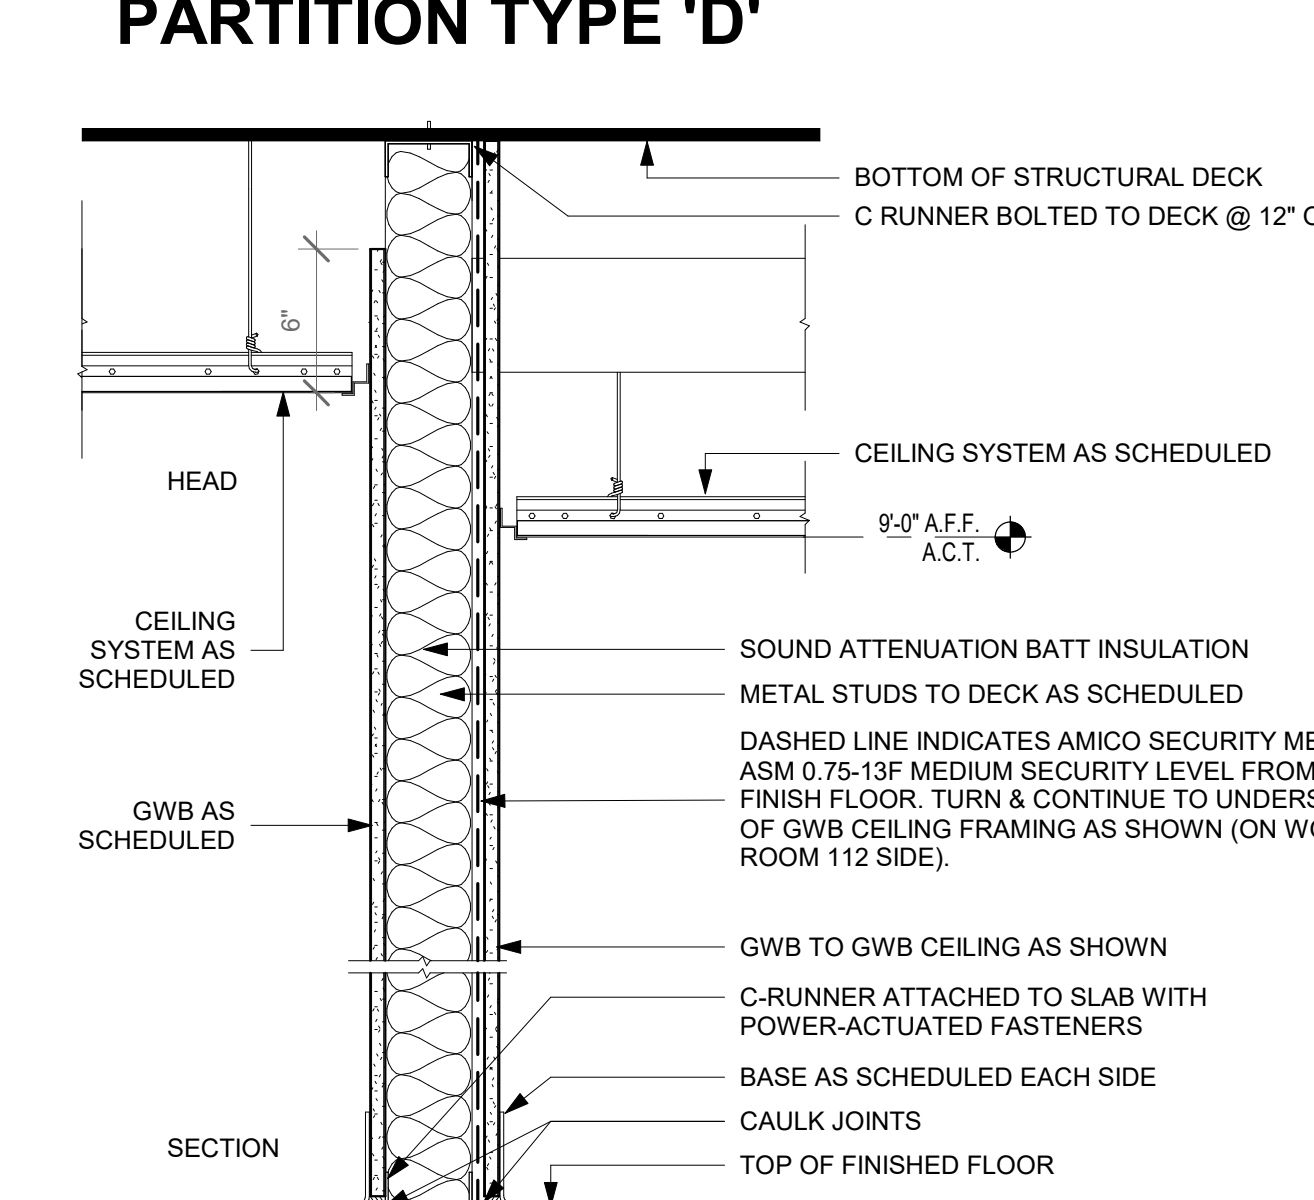 PARTITION TYPE 'D'
BOTTOM OF STRUCTURAL DECK
C RUNNER BOLTED TO DECK @ 12"
6"
CEILING SYSTEM AS SCHEDULED
HEAD
9'-0" A.F.F.
A.C.T.
CEILING
SYSTEM AS
SCHEDULED
SOUND ATTENUATION BATT INSULATION
METAL STUDS TO DECK AS SCHEDULED
DASHED LINE INDICATES AMICO SECURITY
ASM 0.75-13F MEDIUM SECURITY LEVEL FROM
FINISH FLOOR. TURN & CONTINUE TO
OF GWB CEILING FRAMING AS SHOWN (ON
ROOM 112 SIDE).
GWB AS
SCHEDULED
GWB TO GWB CEILING AS SHOWN
C-RUNNER ATTACHED TO SLAB WITH
POWER-ACTUATED FASTENERS
BASE AS SCHEDULED EACH SIDE
CAULK JOINTS
SECTION
TOP OF FINISHED FLOOR